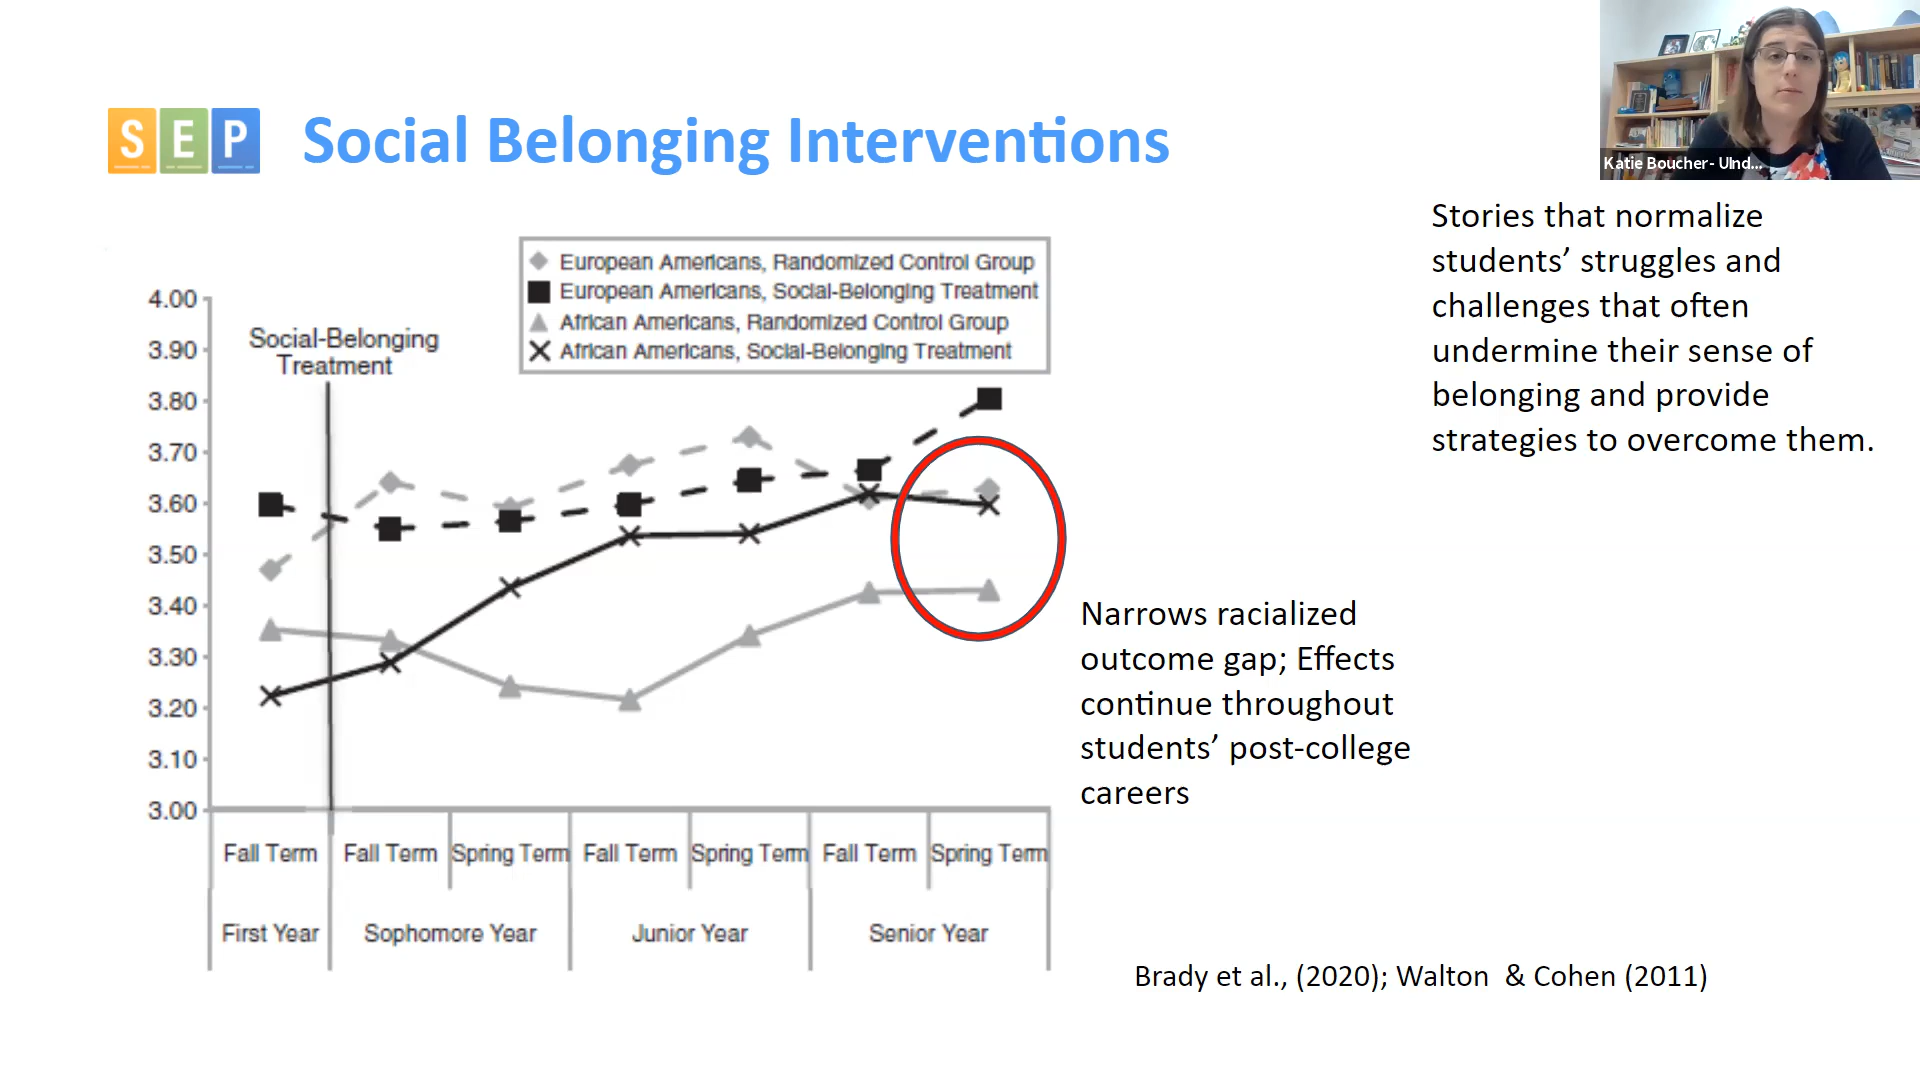 Katie Boucher- UInd...
SEP
Social Belonging Interventions
Stories that normalize
students’ struggles and
challenges that often
undermine their sense of
belonging and provide
strategies to overcome them.
European Americans, Randomized Control Group
European Americans, Social-Belonging Treatment
African Americans, Randomized Control Group
African Americans, Social-Belonging Treatment
Social-Belonging
Treatment
4.00
3.90
3.80
3.70
3.60
3.50
3.40
3.30
3.20
3.10
3.00
Fall Term Fall Term Spring Term Fall Term Spring Term Fall Term Spring Term
First Year Sophomore Year Junior Year Senior Year
Narrows racialized
outcome gap; Effects
continue throughout
students’ post-college
careers
Brady et al., (2020); Walton & Cohen (2011)